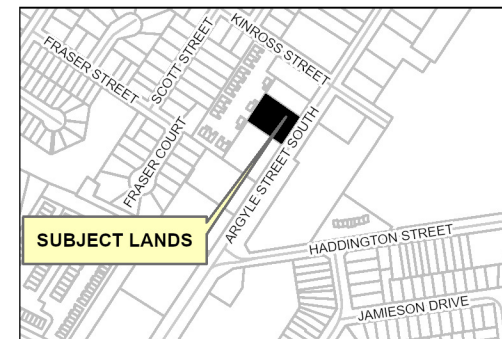 KINROSS STREET
FRASER STREET
SCOTT STREET
FRASER COURT
ARGYLE STREET SOUTH
SUBJECT LANDS
HADDINGTON STREET
JAMIESON DRIVE